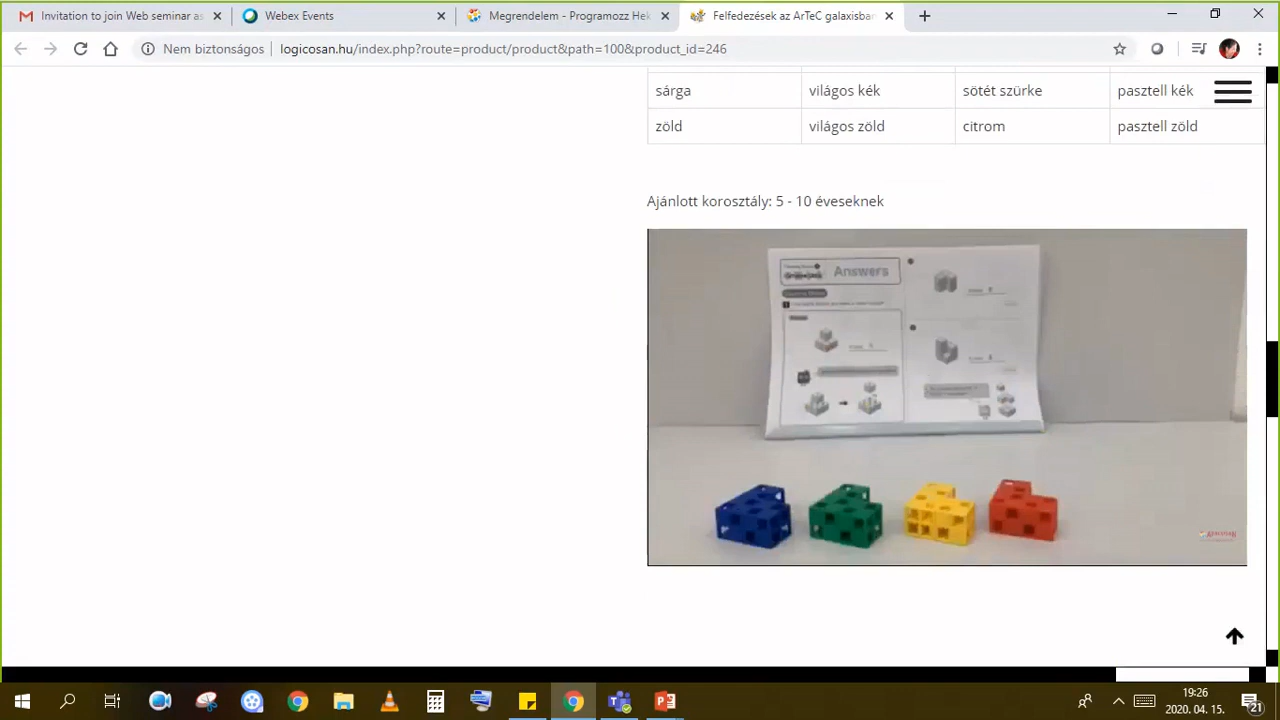 Invitation to join Web seminar as
Webex Events
Megrendelem - Programozz Hek
Felfedezések az ArTeC galaxisban
Nem biztonságos
logicosan.hu/index.php?route=product/product&path=100&product_id=246
sárga világos kék sötét szürke pasztell kék
zöld világos zöld citrom pasztell zöld
Ajánlott korosztály: 5 - 10 éveseknek
Answers
19:26
2020. 04. 15.
21